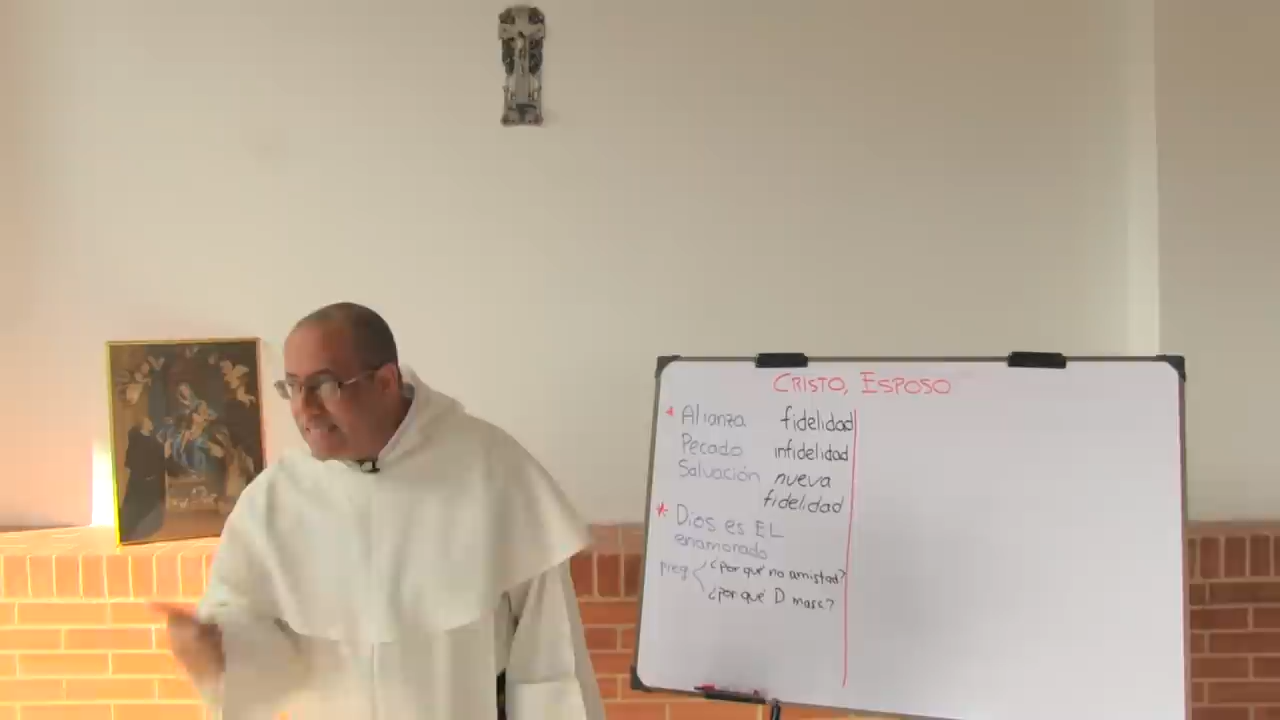 CRISTO, ESPOSO
* Alianza fidelidad
Pecado infidelidad
Salvación nueva
fidelidad
* Dios es EL
enamorado
preg ¿por qué no amistad?
¿por qué D masc?